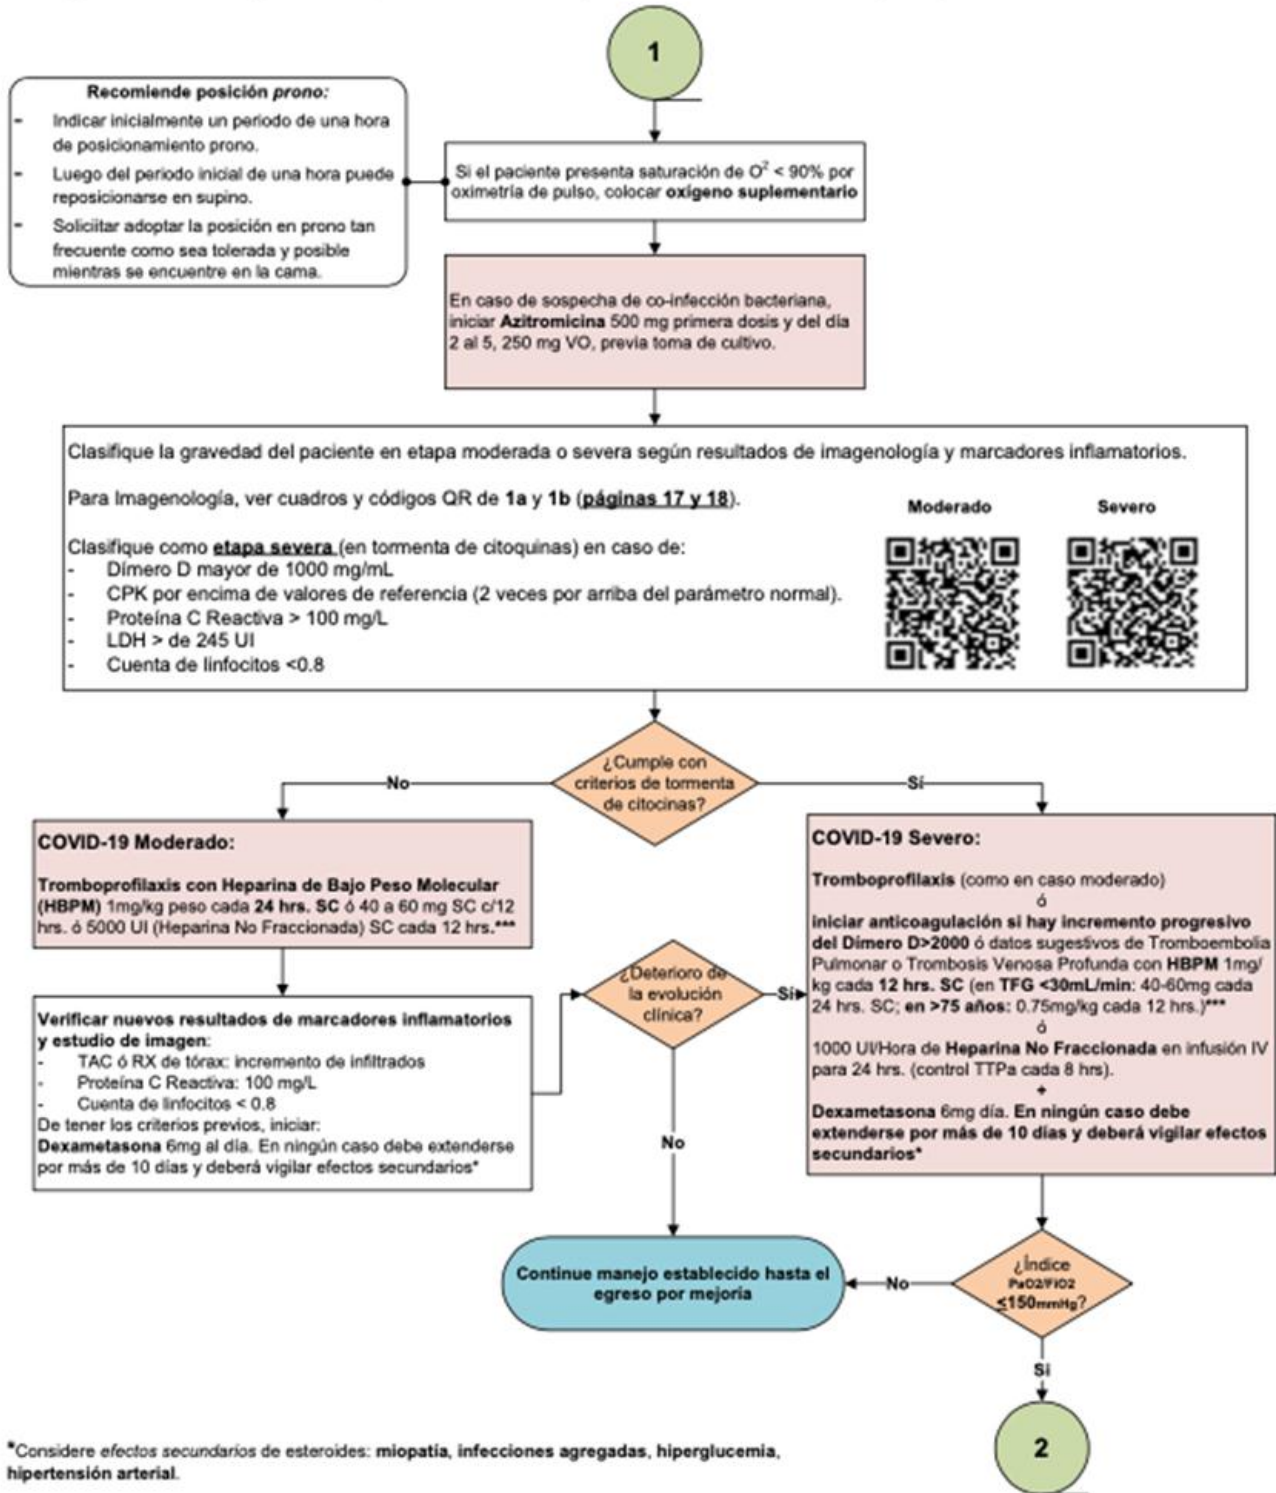 1
Recomiende posición prono:
- Indicar inicialmente un periodo de una hora
de posicionamiento prono.
- Luego del periodo inicial de una hora puede
reposicionarse en supino.
- Soliciitar adoptar la posición en prono tan
frecuente como sea tolerada y posible
mientras se encuentre en la cama.
Si el paciente presenta saturación de O² < 90% por
oximetría de pulso, colocar oxígeno suplementario
En caso de sospecha de co-infección bacteriana,
iniciar Azitromicina 500 mg primera dosis y del día
2 al 5, 250 mg VO, previa toma de cultivo.
Clasifique la gravedad del paciente en etapa moderada o severa según resultados de imagenología y marcadores inflamatorios.
Para Imagenología, ver cuadros y códigos QR de 1a y 1b (páginas 17 y 18).
Moderado
Severo
Clasifique como etapa severa (en tormenta de citoquinas) en caso de:
- Dímero D mayor de 1000 mg/mL
- CPK por encima de valores de referencia (2 veces por arriba del parámetro normal).
- Proteína C Reactiva > 100 mg/L
- LDH > de 245 UI
- Cuenta de linfocitos <0.8
¿Cumple con
criterios de tormenta
de citocinas?
No
Sí
COVID-19 Moderado:
Tromboprofilaxis con Heparina de Bajo Peso Molecular
(HBPM) 1mg/kg peso cada 24 hrs. SC ó 40 a 60 mg SC c/12
hrs. ó 5000 UI (Heparina No Fraccionada) SC cada 12 hrs.***
Verificar nuevos resultados de marcadores inflamatorios
y estudio de imagen:
- TAC ó RX de tórax: incremento de infiltrados
- Proteína C Reactiva: 100 mg/L
- Cuenta de linfocitos < 0.8
De tener los criterios previos, iniciar:
Dexametasona 6mg al día. En ningún caso debe extenderse
por más de 10 días y deberá vigilar efectos secundarios*
¿Deterioro de
la evolución
clínica?
Sí
No
COVID-19 Severo:
Tromboprofilaxis (como en caso moderado)
ó
iniciar anticoagulación si hay incremento progresivo
del Dímero D>2000 ó datos sugestivos de Tromboembolia
Pulmonar o Trombosis Venosa Profunda con HBPM 1mg/
kg cada 12 hrs. SC (en TFG <30mL/min: 40-60mg cada
24 hrs. SC; en >75 años: 0.75mg/kg cada 12 hrs.)***
ó
1000 UI/Hora de Heparina No Fraccionada en infusión IV
para 24 hrs. (control TTPa cada 8 hrs).
+
Dexametasona 6mg día. En ningún caso debe
extenderse por más de 10 días y deberá vigilar efectos
secundarios*
Continue manejo establecido hasta el
egreso por mejoría
No
¿Índice
PaO2/FiO2
≤150mmHg?
Si
2
*Considere efectos secundarios de esteroides: miopatía, infecciones agregadas, hiperglucemia,
hipertensión arterial.